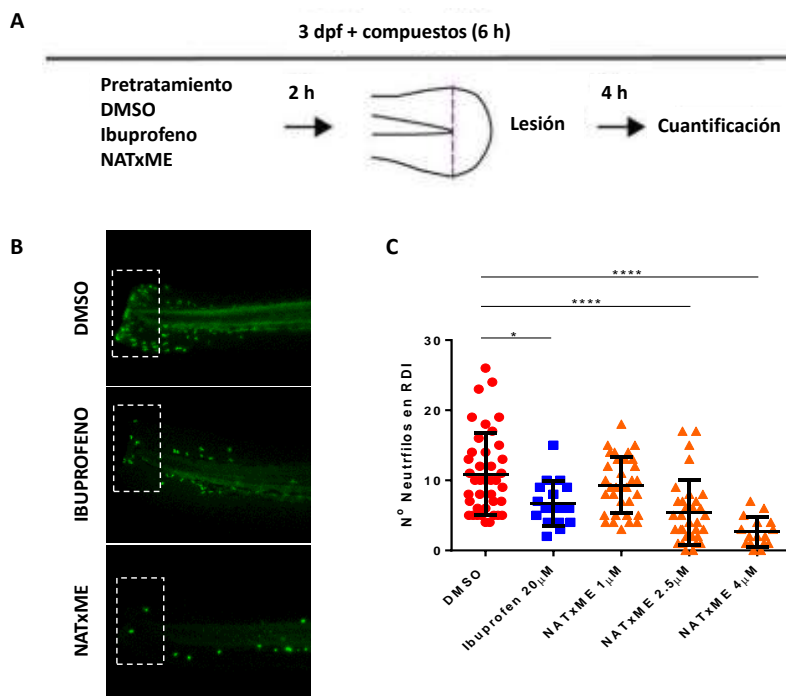 A
3 dpf + compuestos (6 h)
Pretratamiento
DMSO
Ibuprofeno
NATxME
2 h
Lesión
4 h
Cuantificación
B
DMSO
IBUPROFENO
NATxME
C
****
****
*
Nº Neutrfilos en RDI
30
20
10
0
DMSO
Ibuprofen 20μM
NATxME 1μM
NATxME 2.5μM
NATxME 4μM